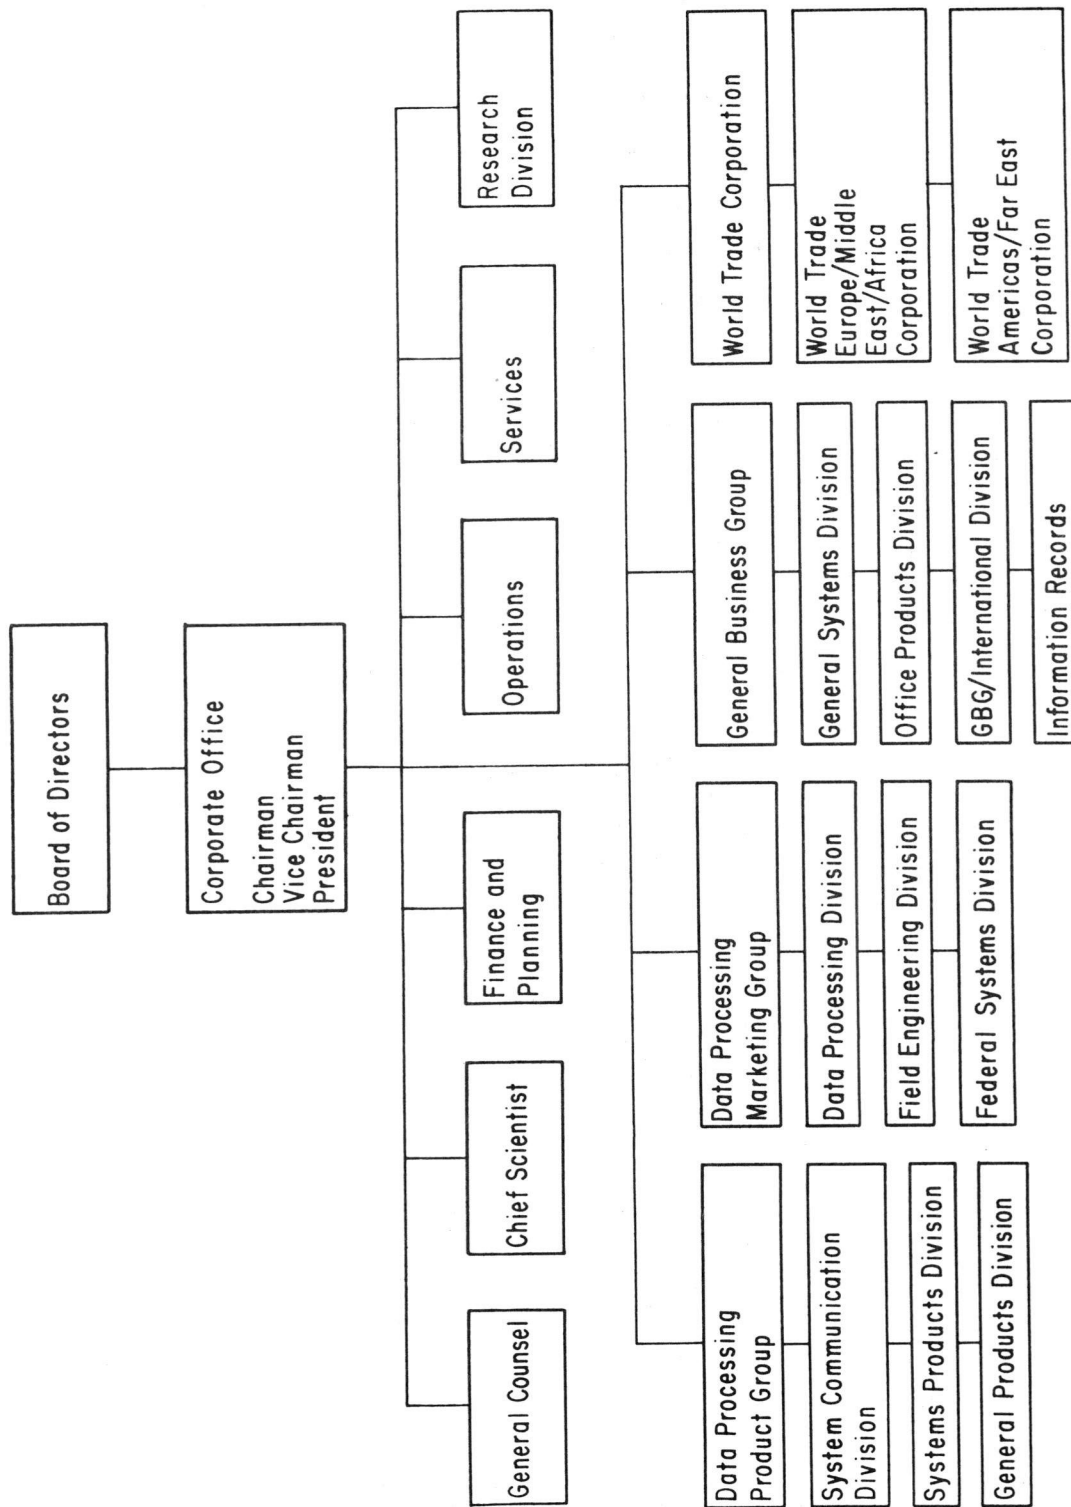 Board of Directors
Corporate Office
Chairman
Vice Chairman
President
General Counsel
Chief Scientist
Finance and
Planning
Operations
Services
Research
Division
Data Processing
Product Group
System Communication
Division
Systems Products Division
General Products Division
Data Processing
Marketing Group
Data Processing Division
Field Engineering Division
Federal Systems Division
General Business Group
General Systems Division
Office Products Division
GBG/International Division
Information Records
World Trade Corporation
World Trade
Europe/Middle
East/Africa
Corporation
World Trade
Americas/Far East
Corporation